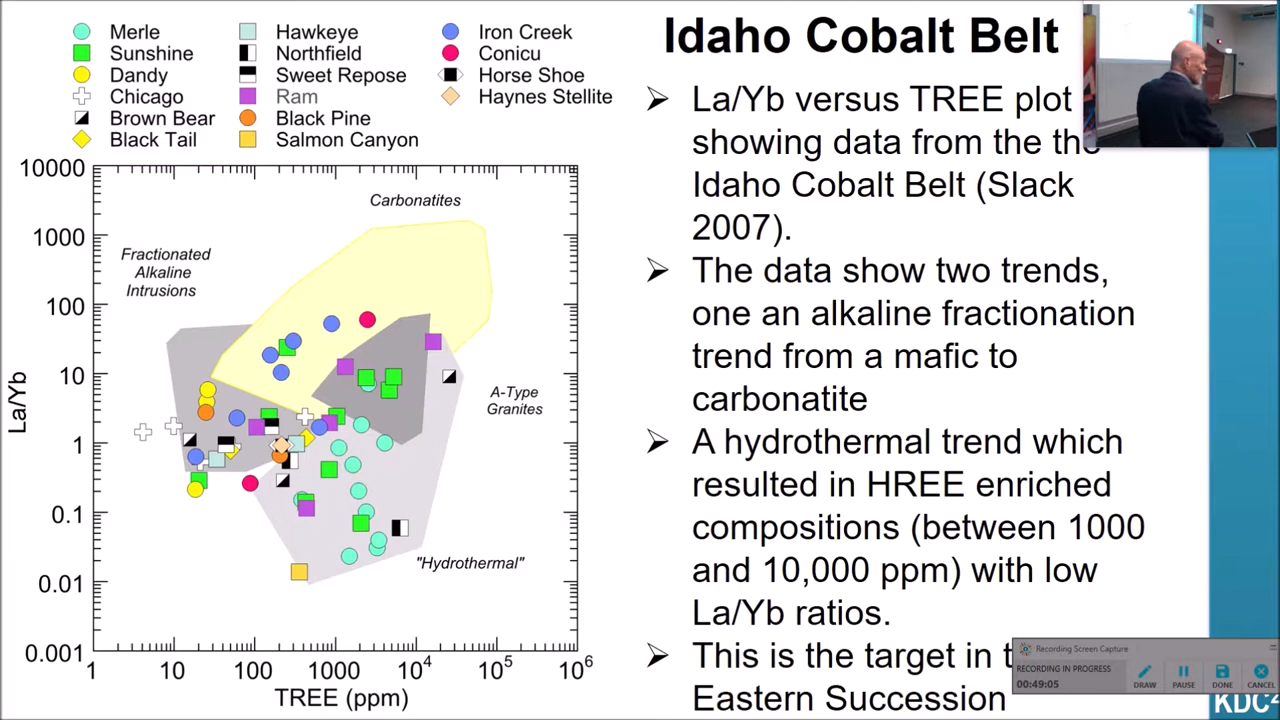 Idaho Cobalt Belt
Merle
Sunshine
Dandy
Chicago
Brown Bear
Black Tail
Hawkeye
Northfield
Sweet Repose
Ram
Black Pine
Salmon Canyon
Iron Creek
Conicu
Horse Shoe
Haynes Stellite
10000
1000
100
10
1
0.1
0.01
0.001
La/Yb
Carbonatites
Fractionated
Alkaline
Intrusions
A-Type
Granites
"Hydrothermal"
1
10
100
1000
10⁴
10⁵
10⁶
TREE (ppm)
➢ La/Yb versus TREE plot
showing data from the the
Idaho Cobalt Belt (Slack
2007).
➢ The data show two trends,
one an alkaline fractionation
trend from a mafic to
carbonatite
➢ A hydrothermal trend which
resulted in HREE enriched
compositions (between 1000
and 10,000 ppm) with low
La/Yb ratios.
➢ This is the target in
Eastern Succession
Recording Screen Capture
RECORDING IN PROGRESS
00:49:05
DRAW
PAUSE
DONE
CANCEL
KDC